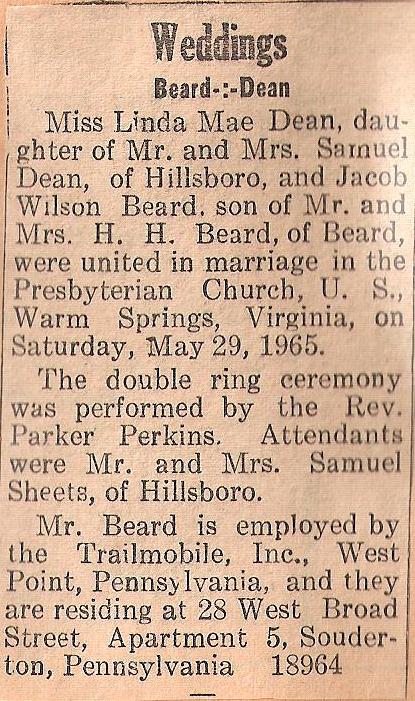 Weddings
Beard-:-Dean
Miss Linda Mae Dean, dau-
ghter of Mr. and Mrs. Samuel
Dean, of Hillsboro, and Jacob
Wilson Beard, son of Mr. and
Mrs. H. H. Beard, of Beard,
were united in marriage in the
Presbyterian Church, U. S.,
Warm Springs, Virginia, on
Saturday, May 29, 1965.
The double ring ceremony
was performed by the Rev.
Parker Perkins. Attendants
were Mr. and Mrs. Samuel
Sheets, of Hillsboro.
Mr. Beard is employed by
the Trailmobile, Inc., West
Point, Pennsylvania, and they
are residing at 28 West Broad
Street, Apartment 5, Souder-
ton, Pennsylvania 18964